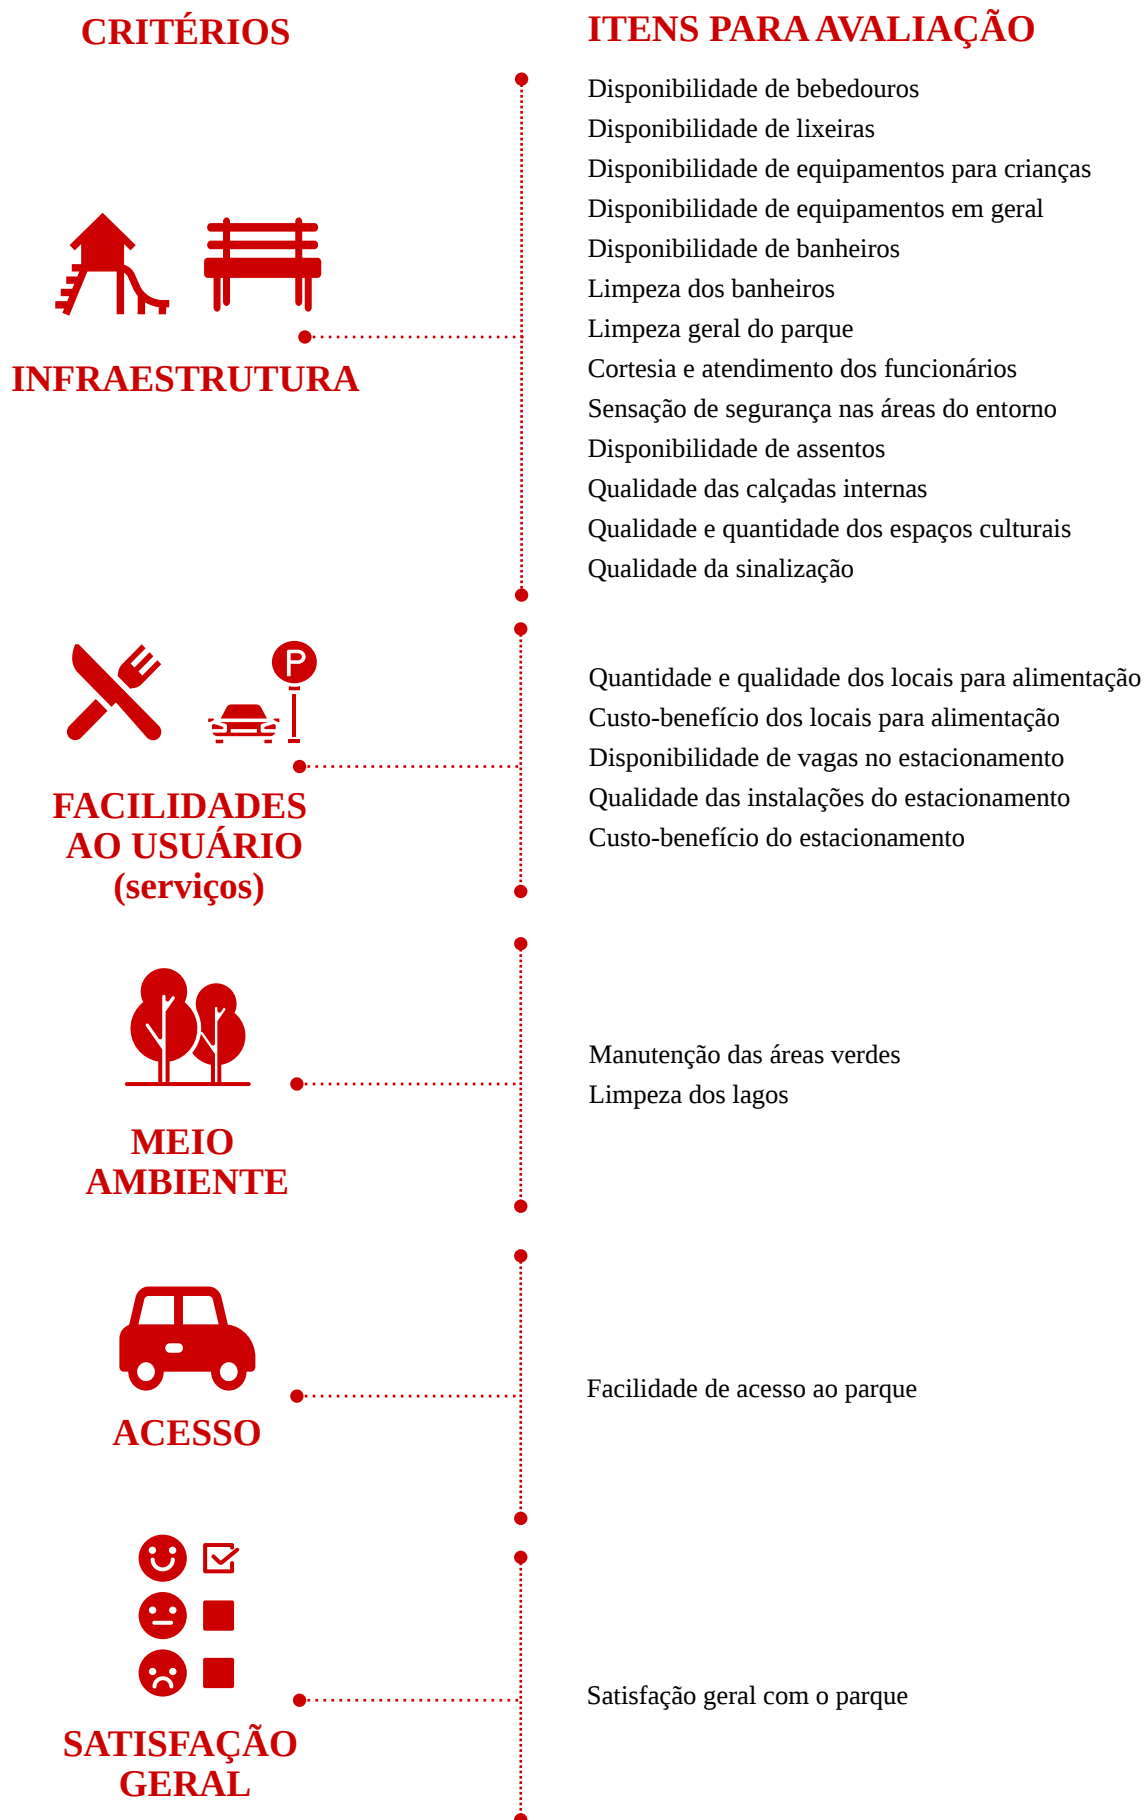 CRITÉRIOS
ITENS PARA AVALIAÇÃO
INFRAESTRUTURA
Disponibilidade de bebedouros
Disponibilidade de lixeiras
Disponibilidade de equipamentos para crianças
Disponibilidade de equipamentos em geral
Disponibilidade de banheiros
Limpeza dos banheiros
Limpeza geral do parque
Cortesia e atendimento dos funcionários
Sensação de segurança nas áreas do entorno
Disponibilidade de assentos
Qualidade das calçadas internas
Qualidade e quantidade dos espaços culturais
Qualidade da sinalização
P
FACILIDADES
AO USUÁRIO
(serviços)
Quantidade e qualidade dos locais para alimentação
Custo-benefício dos locais para alimentação
Disponibilidade de vagas no estacionamento
Qualidade das instalações do estacionamento
Custo-benefício do estacionamento
MEIO
AMBIENTE
Manutenção das áreas verdes
Limpeza dos lagos
ACESSO
Facilidade de acesso ao parque
SATISFAÇÃO
GERAL
Satisfação geral com o parque